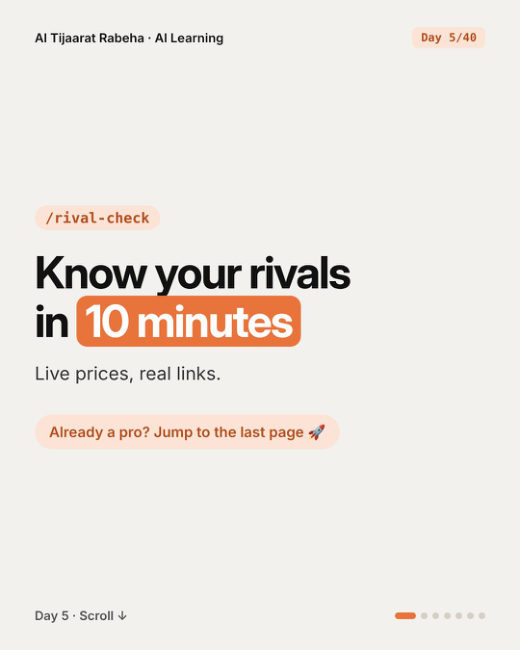 Al Tijaarat Rabeha · AI Learning
Day 5/40
/rival-check
Know your rivals
in 10 minutes
Live prices, real links.
Already a pro? Jump to the last page 🚀
Day 5 · Scroll ↓